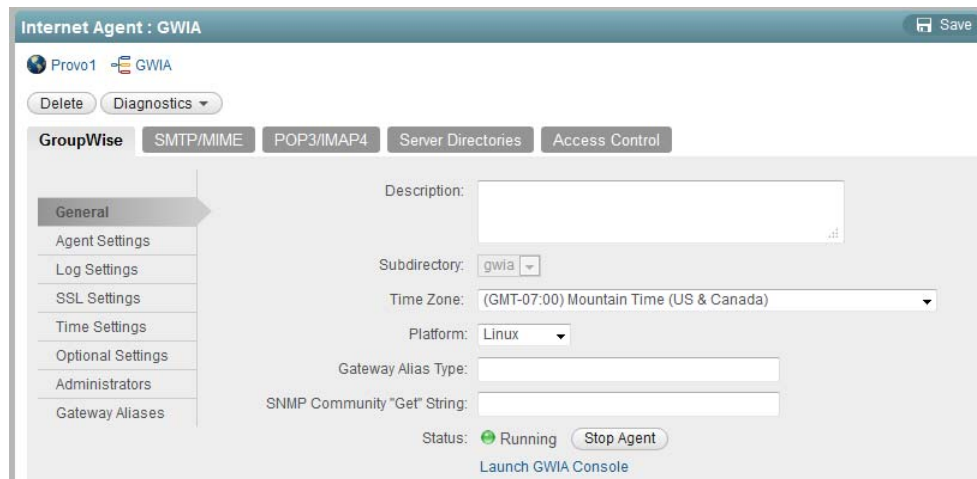 Internet Agent : GWIA
Save
Provo1 GWIA
Delete Diagnostics
GroupWise SMTP/MIME POP3/IMAP4 Server Directories Access Control
General
Agent Settings
Log Settings
SSL Settings
Time Settings
Optional Settings
Administrators
Gateway Aliases
Description:
Subdirectory: gwia
Time Zone: (GMT-07:00) Mountain Time (US & Canada)
Platform: Linux
Gateway Alias Type:
SNMP Community "Get" String:
Status: Running Stop Agent
Launch GWIA Console